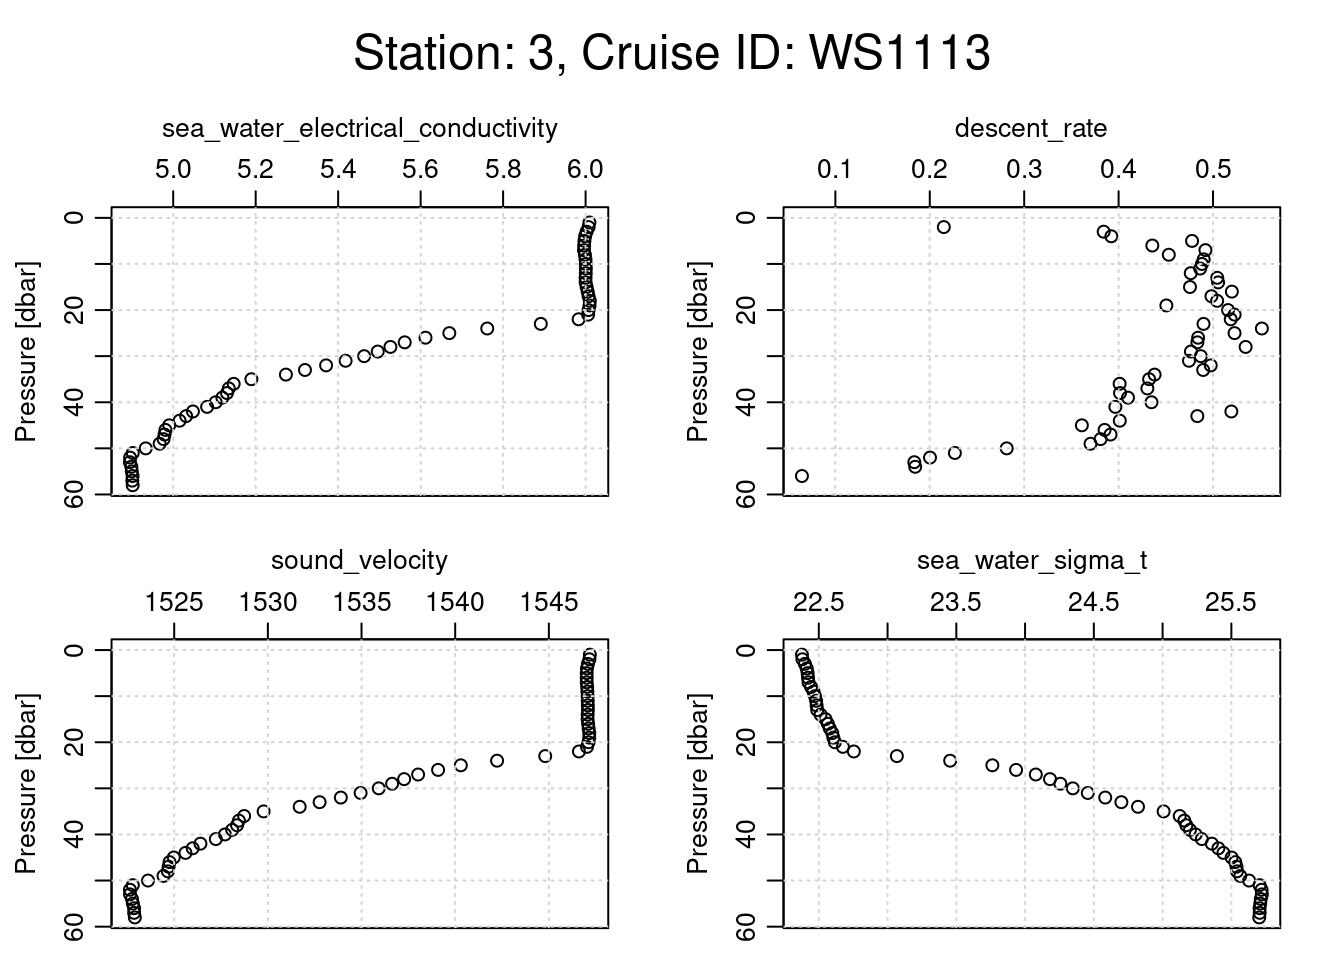 Station: 3, Cruise ID: WS1113
sea_water_electrical_conductivity
5.0 5.2 5.4 5.6 5.8 6.0
Pressure [dbar]
0
20
40
60
descent_rate
0.1 0.2 0.3 0.4 0.5
Pressure [dbar]
0
20
40
60
sound_velocity
1525 1530 1535 1540 1545
Pressure [dbar]
0
20
40
60
sea_water_sigma_t
22.5 23.5 24.5 25.5
Pressure [dbar]
0
20
40
60